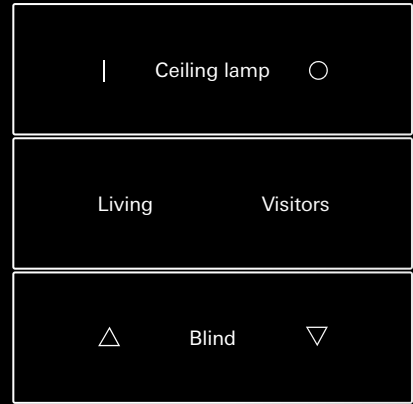 | Ceiling lamp ○
Living Visitors
△ Blind ▽